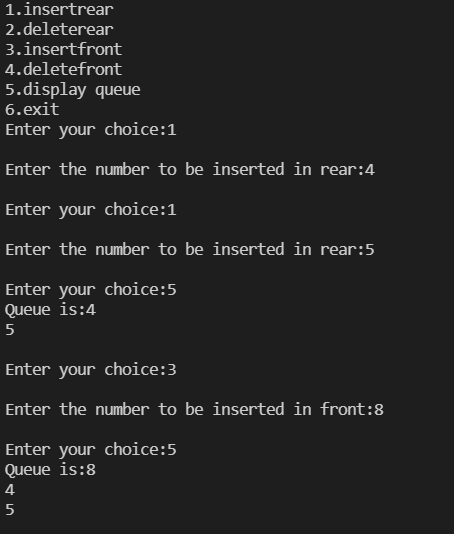 1.insertrear
2.deleterear
3.insertfront
4.deletefront
5.display queue
6.exit
Enter your choice:1
Enter the number to be inserted in rear:4
Enter your choice:1
Enter the number to be inserted in rear:5
Enter your choice:5
Queue is:4
5
Enter your choice:3
Enter the number to be inserted in front:8
Enter your choice:5
Queue is:8
4
5